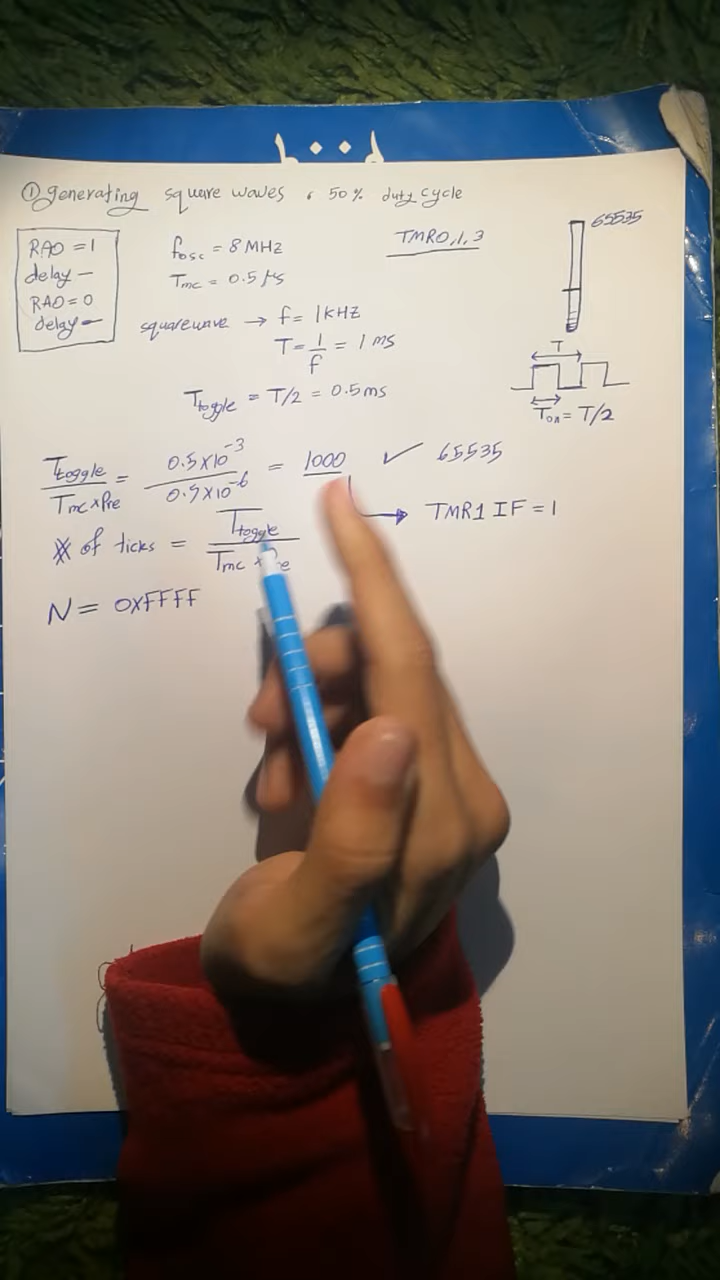 ① generating square waves , 50% duty cycle
RA0 = 1
delay —
RA0 = 0
delay —
fosc = 8 MHZ
Tmc = 0.5 μs
TMR0,1,3
65535
squarewave → f = 1KHZ
T = 1/f = 1 ms
Ttoggle = T/2 = 0.5ms
T
Ton = T/2
Ttoggle/Tmc x Pre = 0.5x10^-3/0.5x10^-6 = 1000 ✓ 65535
→ TMR1 IF = 1
# of ticks = Ttoggle/Tmc x
N = 0XFFFF